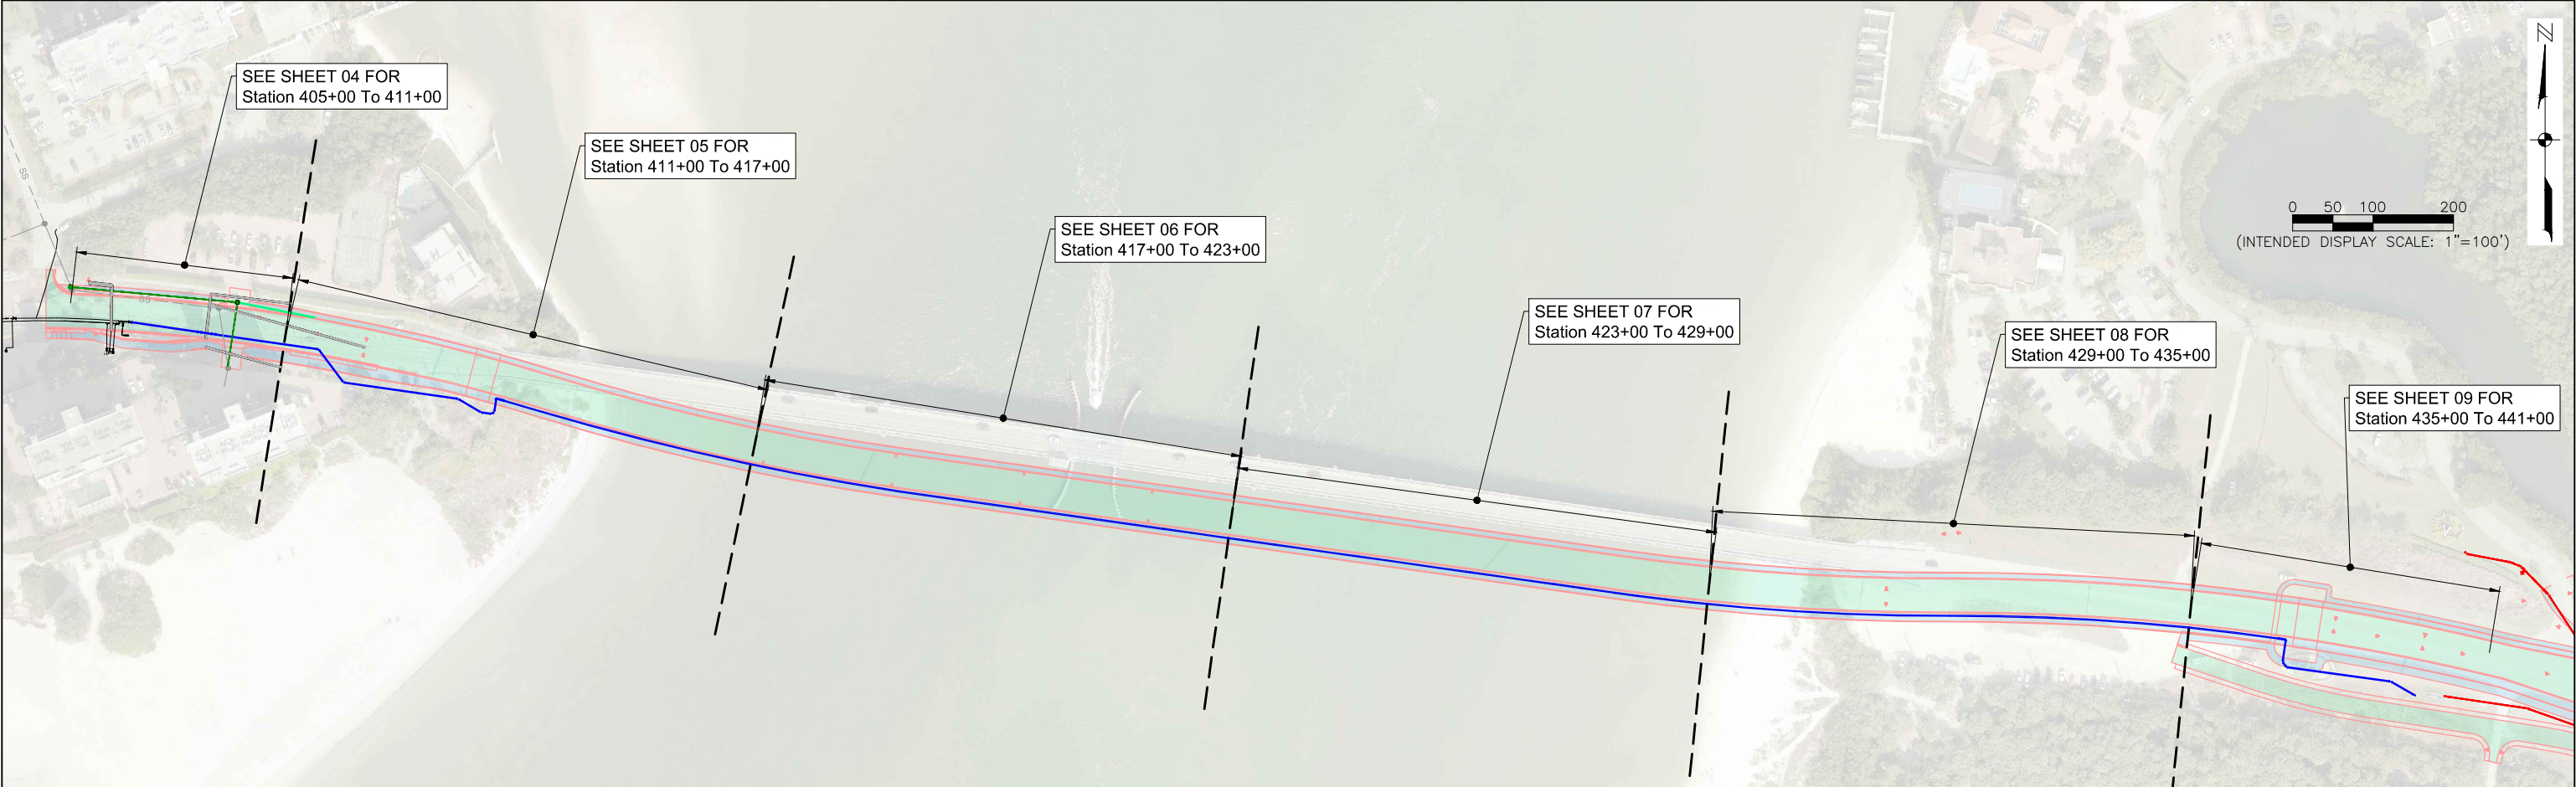 SEE SHEET 04 FOR
Station 405+00 To 411+00
SEE SHEET 05 FOR
Station 411+00 To 417+00
SEE SHEET 06 FOR
Station 417+00 To 423+00
SEE SHEET 07 FOR
Station 423+00 To 429+00
SEE SHEET 08 FOR
Station 429+00 To 435+00
SEE SHEET 09 FOR
Station 435+00 To 441+00
N
0 50 100 200
(INTENDED DISPLAY SCALE: 1"=100')
SS
SS